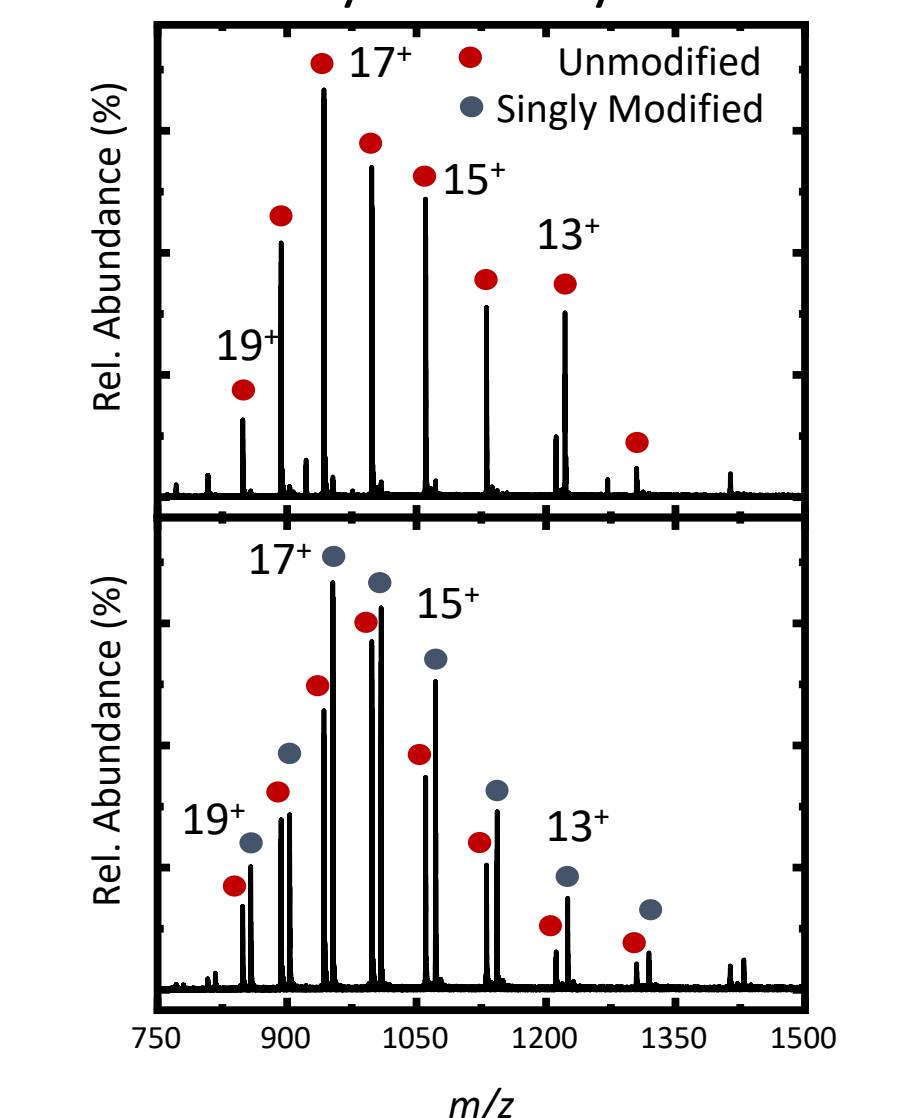 17⁺
Unmodified
Singly Modified
15⁺
13⁺
19⁺
Rel. Abundance (%)
17⁺
15⁺
19⁺
13⁺
Rel. Abundance (%)
750 900 1050 1200 1350 1500
m/z